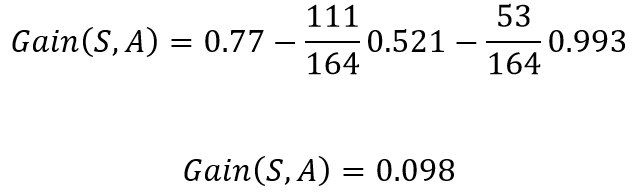 Gain(S, A) = 0.77 − 111/164 0.521 − 53/164 0.993
Gain(S, A) = 0.098